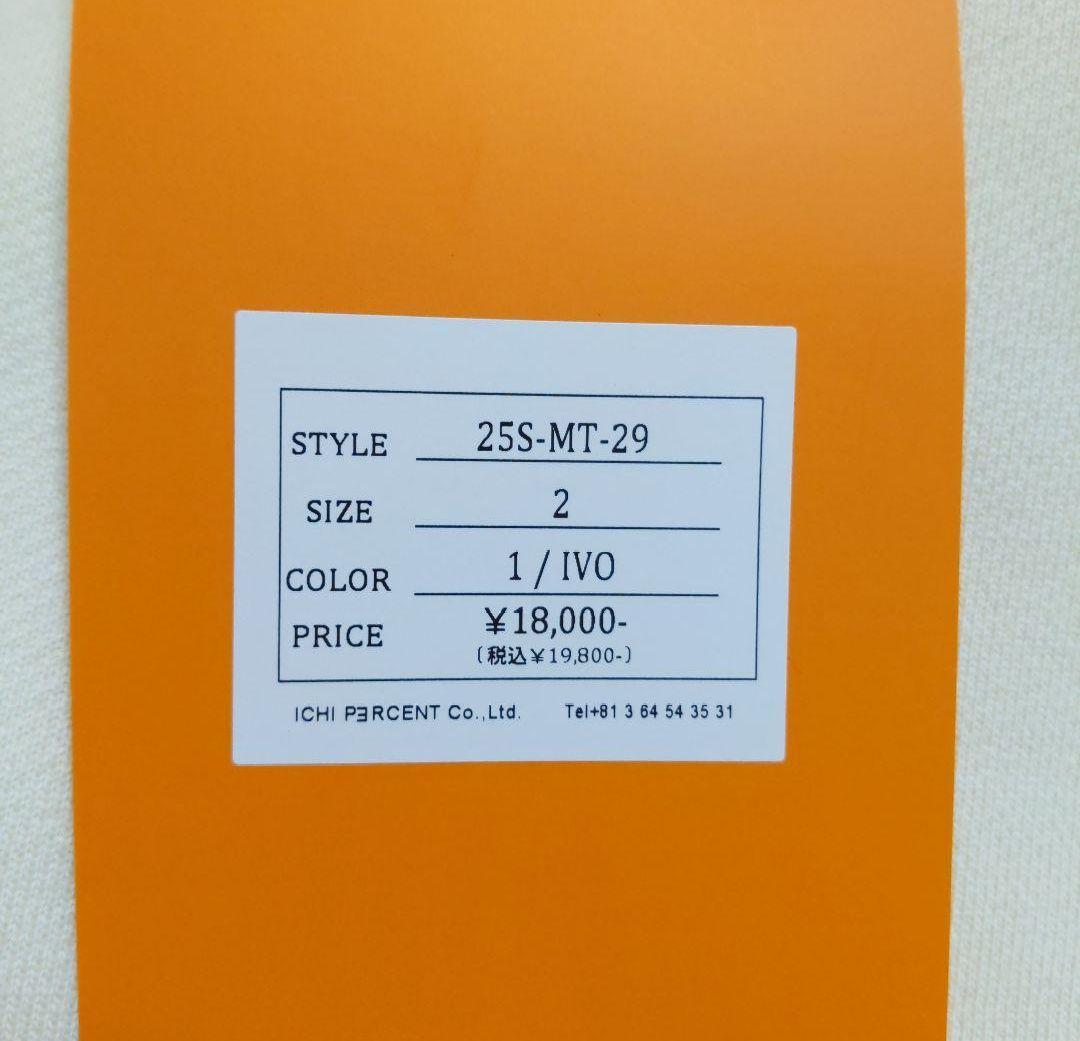 STYLE 25S-MT-29
SIZE 2
COLOR 1 / IVO
PRICE ¥18,000-
(税込¥19,800-)
ICHI PƎRCENT Co.,Ltd. Tel+81 3 64 54 35 31